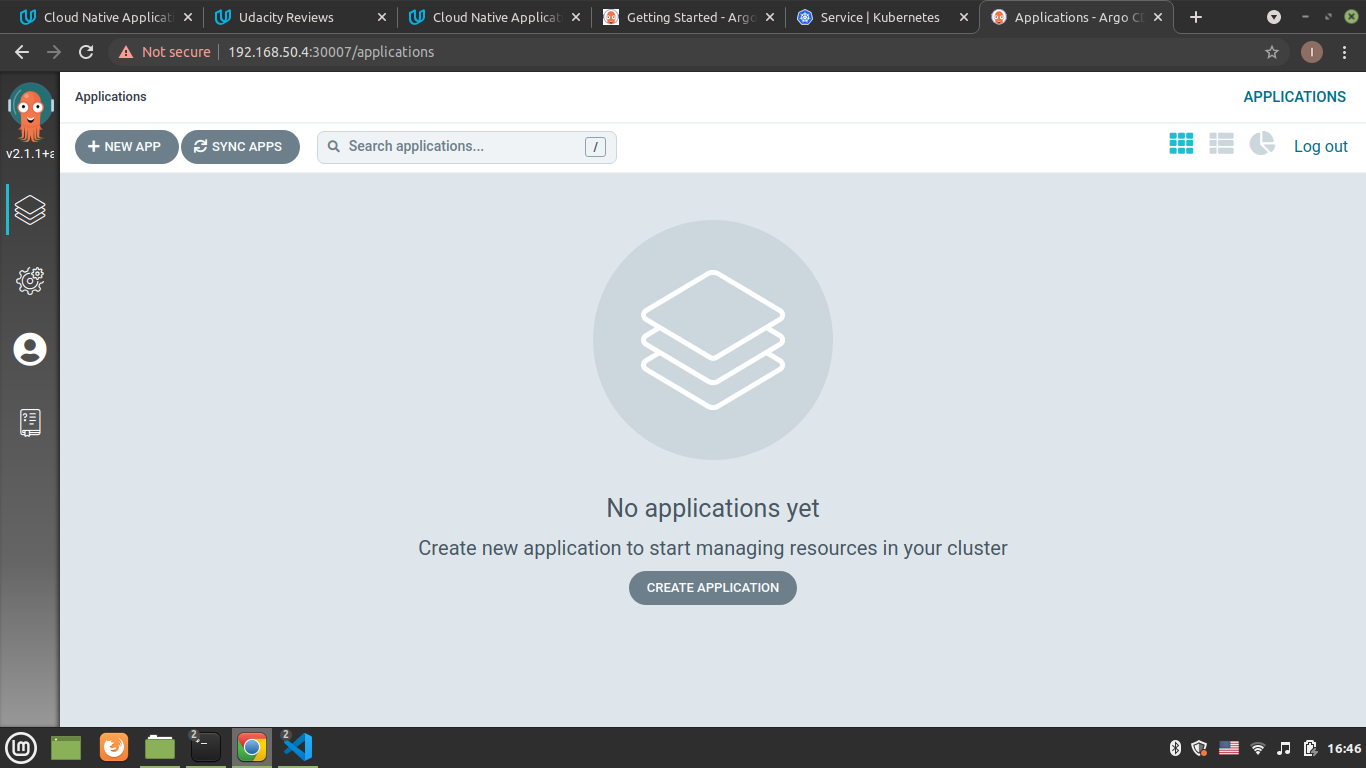 Cloud Native Applicati
Udacity Reviews
Cloud Native Applicati
Getting Started - Argo
Service | Kubernetes
Applications - Argo CD
Not secure
192.168.50.4:30007/applications
I
v2.1.1+a
Applications
APPLICATIONS
NEW APP
SYNC APPS
Search applications...
/
Log out
No applications yet
Create new application to start managing resources in your cluster
CREATE APPLICATION
2
2
16:46